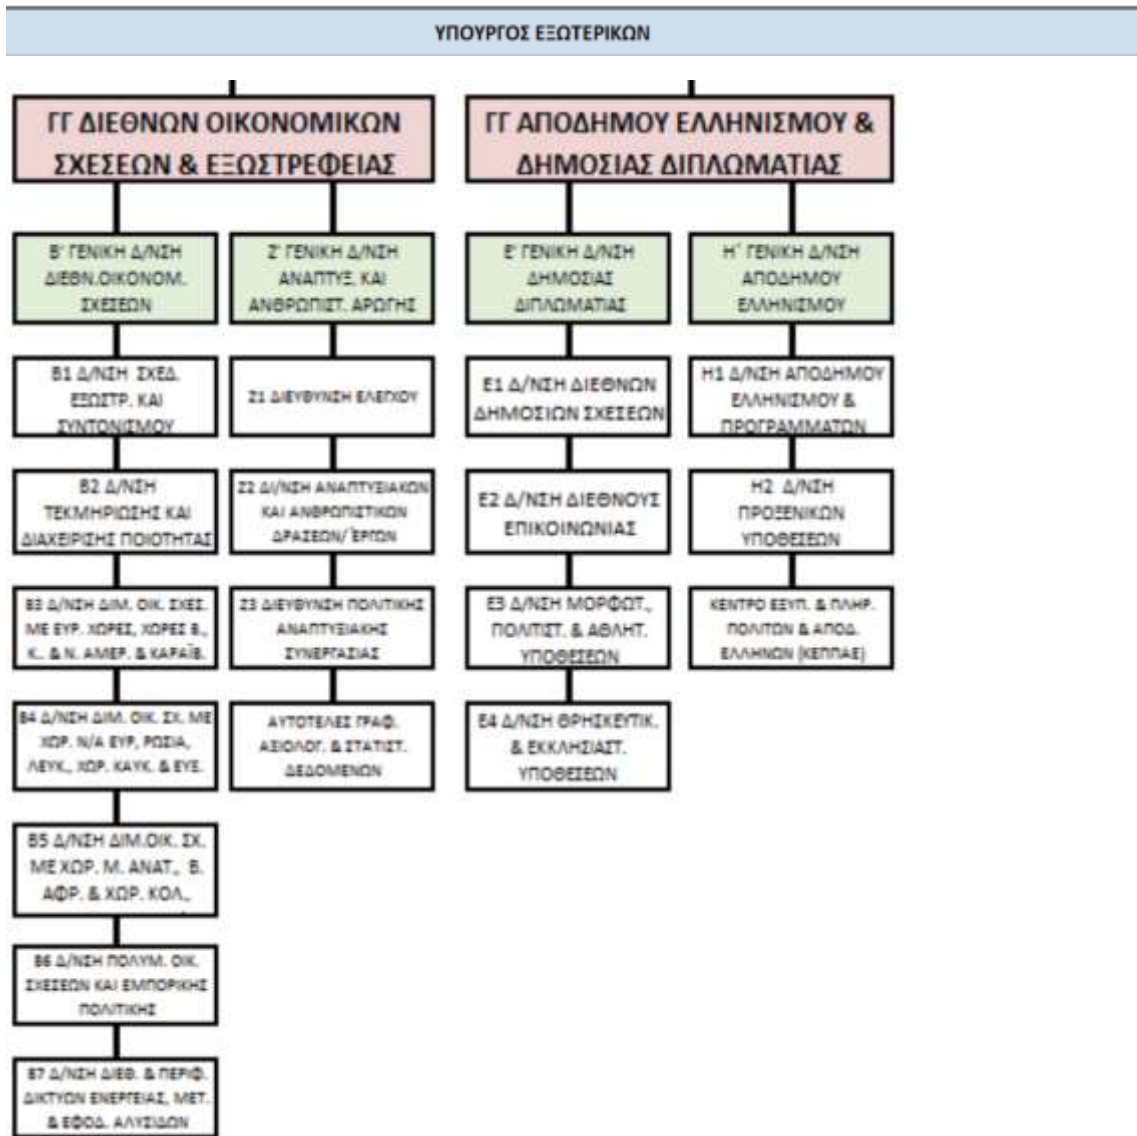 ΥΠΟΥΡΓΟΣ ΕΞΩΤΕΡΙΚΩΝ
ΓΓ ΔΙΕΘΝΩΝ ΟΙΚΟΝΟΜΙΚΩΝ
ΣΧΕΣΕΩΝ & ΕΞΩΣΤΡΕΦΕΙΑΣ
Β' ΓΕΝΙΚΗ Δ/ΝΣΗ
ΔΙΕΘΝ.ΟΙΚΟΝΟΜ.
ΣΧΕΣΕΩΝ
Β1 Δ/ΝΣΗ ΣΧΕΔ.
ΕΞΩΣΤΡ. ΚΑΙ
ΣΥΝΤΟΝΙΣΜΟΥ
Β2 Δ/ΝΣΗ
ΤΕΚΜΗΡΙΩΣΗΣ ΚΑΙ
ΔΙΑΧΕΙΡΙΣΗΣ ΠΟΙΟΤΗΤΑΣ
Β3 Δ/ΝΣΗ ΔΙΜ. ΟΙΚ. ΣΧΕΣ.
ΜΕ ΕΥΡ. ΧΩΡΕΣ, ΧΩΡΕΣ Β.,
Κ.. & Ν. ΑΜΕΡ. & ΚΑΡΑΪΒ.
Β4 Δ/ΝΣΗ ΔΙΜ. ΟΙΚ. ΣΧ. ΜΕ
ΧΩΡ. Ν/Α ΕΥΡ, ΡΩΣΙΑ,
ΛΕΥΚ., ΧΩΡ. ΚΑΥΚ. & ΕΥΞ.
Β5 Δ/ΝΣΗ ΔΙΜ.ΟΙΚ. ΣΧ.
ΜΕ ΧΩΡ. Μ. ΑΝΑΤ., Β.
ΑΦΡ. & ΧΩΡ. ΚΟΛ.,
Β6 Δ/ΝΣΗ ΠΟΛΥΜ. ΟΙΚ.
ΣΧΕΣΕΩΝ ΚΑΙ ΕΜΠΟΡΙΚΗΣ
ΠΟΛΙΤΙΚΗΣ
Β7 Δ/ΝΣΗ ΔΙΕΘ. & ΠΕΡΙΦ.
ΔΙΚΤΥΩΝ ΕΝΕΡΓΕΙΑΣ, ΜΕΤ.
& ΕΦΟΔ. ΑΛΥΣΙΔΩΝ
Ζ' ΓΕΝΙΚΗ Δ/ΝΣΗ
ΑΝΑΠΤΥΞ. ΚΑΙ
ΑΝΘΡΩΠΙΣΤ. ΑΡΩΓΗΣ
Ζ1 ΔΙΕΥΘΥΝΣΗ ΕΛΕΓΧΟΥ
Ζ2 ΔΙ/ΝΣΗ ΑΝΑΠΤΥΞΙΑΚΩΝ
ΚΑΙ ΑΝΘΡΩΠΙΣΤΙΚΩΝ
ΔΡΑΣΕΩΝ/ΈΡΓΩΝ
Ζ3 ΔΙΕΥΘΥΝΣΗ ΠΟΛΙΤΙΚΗΣ
ΑΝΑΠΤΥΞΙΑΚΗΣ
ΣΥΝΕΡΓΑΣΙΑΣ
ΑΥΤΟΤΕΛΕΣ ΓΡΑΦ.
ΑΞΙΟΛΟΓ. & ΣΤΑΤΙΣΤ.
ΔΕΔΟΜΕΝΩΝ
ΓΓ ΑΠΟΔΗΜΟΥ ΕΛΛΗΝΙΣΜΟΥ &
ΔΗΜΟΣΙΑΣ ΔΙΠΛΩΜΑΤΙΑΣ
Ε' ΓΕΝΙΚΗ Δ/ΝΣΗ
ΔΗΜΟΣΙΑΣ
ΔΙΠΛΩΜΑΤΙΑΣ
Ε1 Δ/ΝΣΗ ΔΙΕΘΝΩΝ
ΔΗΜΟΣΙΩΝ ΣΧΕΣΕΩΝ
Ε2 Δ/ΝΣΗ ΔΙΕΘΝΟΥΣ
ΕΠΙΚΟΙΝΩΝΙΑΣ
Ε3 Δ/ΝΣΗ ΜΟΡΦΩΤ.,
ΠΟΛΙΤΙΣΤ. & ΑΘΛΗΤ.
ΥΠΟΘΕΣΕΩΝ
Ε4 Δ/ΝΣΗ ΘΡΗΣΚΕΥΤΙΚ.
& ΕΚΚΛΗΣΙΑΣΤ.
ΥΠΟΘΕΣΕΩΝ
Η΄ ΓΕΝΙΚΗ Δ/ΝΣΗ
ΑΠΟΔΗΜΟΥ
ΕΛΛΗΝΙΣΜΟΥ
Η1 Δ/ΝΣΗ ΑΠΟΔΗΜΟΥ
ΕΛΛΗΝΙΣΜΟΥ &
ΠΡΟΓΡΑΜΜΑΤΩΝ
Η2 Δ/ΝΣΗ
ΠΡΟΞΕΝΙΚΩΝ
ΥΠΟΘΕΣΕΩΝ
ΚΕΝΤΡΟ ΕΞΥΠ. & ΠΛΗΡ.
ΠΟΛΙΤΩΝ & ΑΠΟΔ.
ΕΛΛΗΝΩΝ (ΚΕΠΠΑΕ)